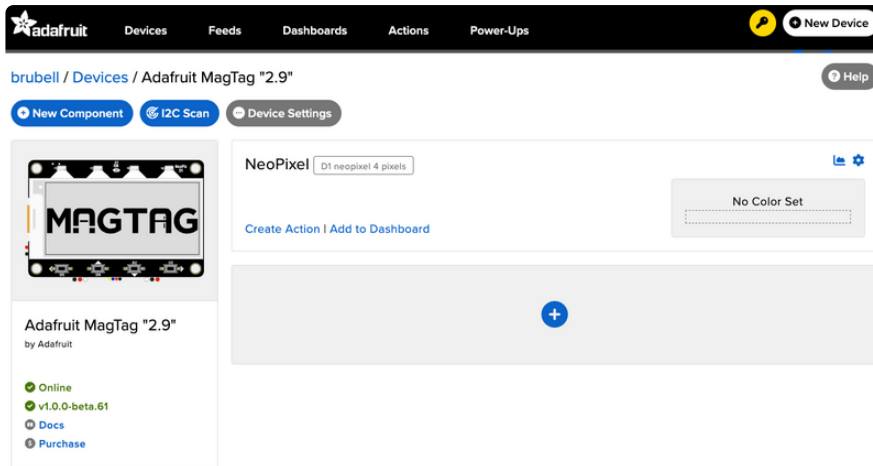 adafruit Devices Feeds Dashboards Actions Power-Ups New Device
brubell / Devices / Adafruit MagTag "2.9" Help
New Component I2C Scan Device Settings
NeoPixel D1 neopixel 4 pixels
No Color Set
Create Action | Add to Dashboard
MAGTAG
Adafruit MagTag "2.9"
by Adafruit
Online
v1.0.0-beta.61
Docs
Purchase